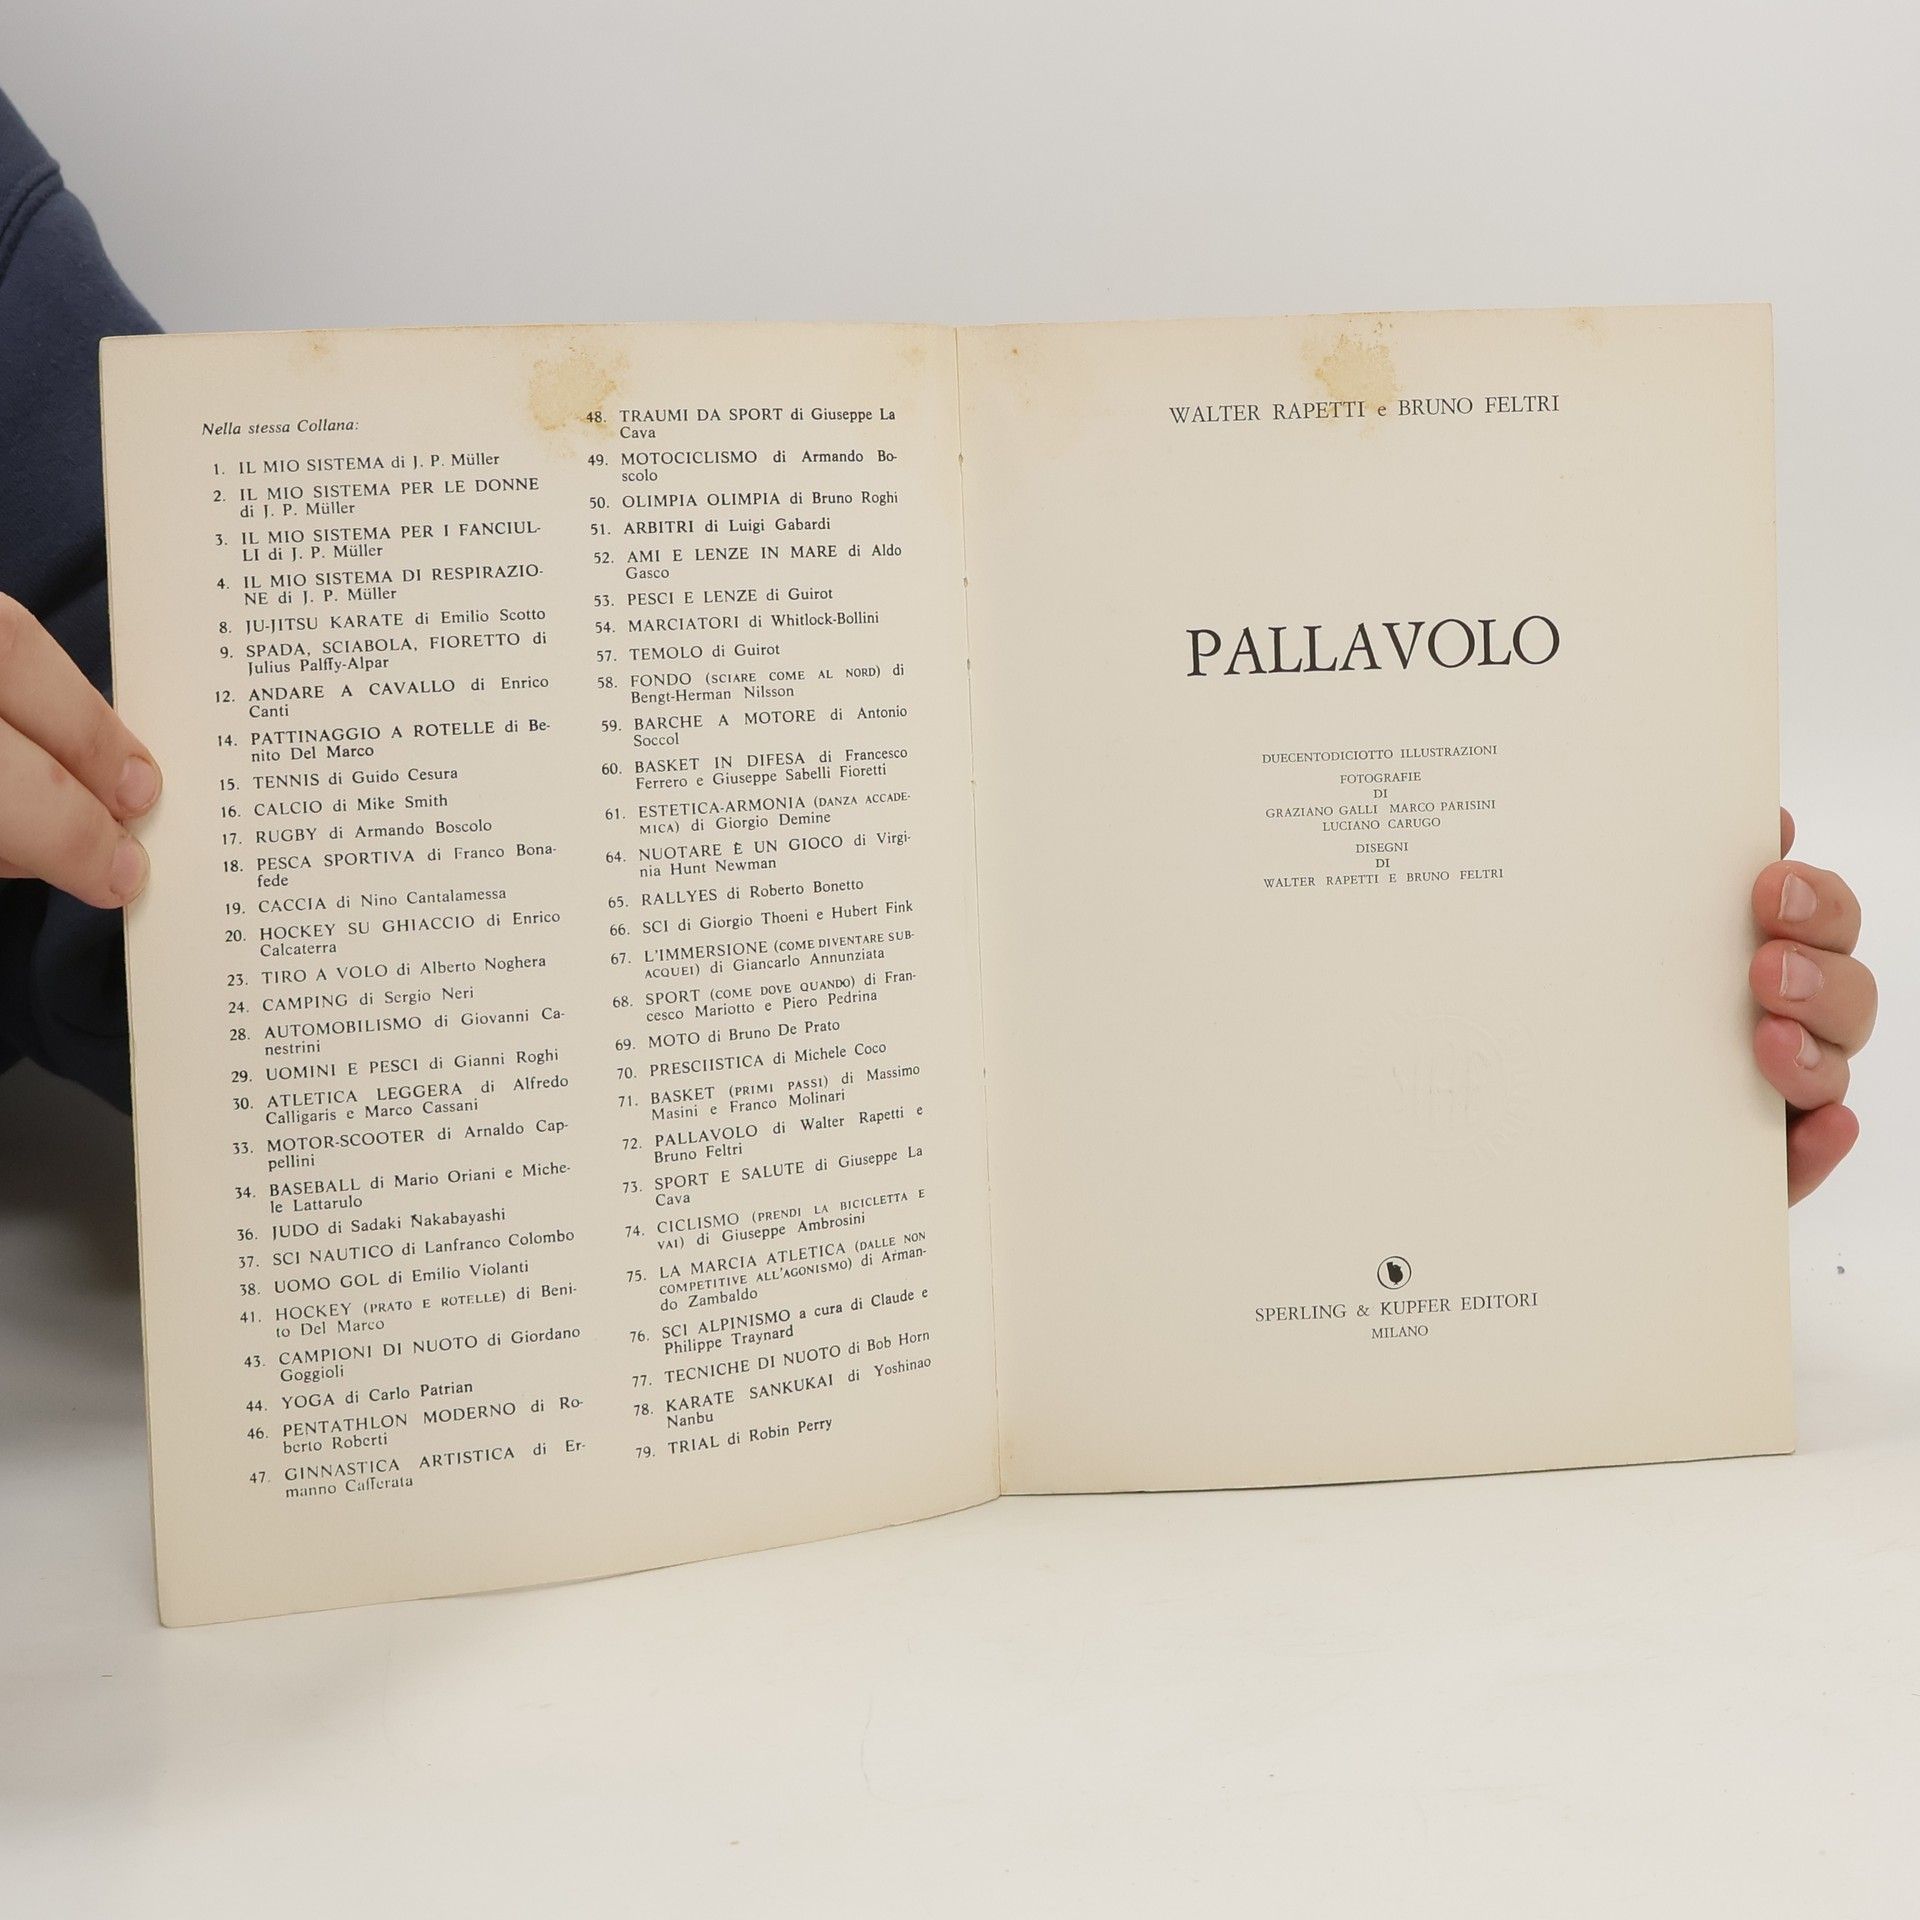 Nella stessa Collana:
1. IL MIO SISTEMA di J. P. Müller
2. IL MIO SISTEMA PER LE DONNE
di J. P. Müller
3. IL MIO SISTEMA PER I FANCIUL-
LI di J. P. Müller
4. IL MIO SISTEMA DI RESPIRAZIO-
NE di J. P. Müller
8. JU-JITSU KARATE di Emilio Scotto
9. SPADA, SCIABOLA, FIORETTO di
Julius Palffy-Alpar
12. ANDARE A CAVALLO di Enrico
Canti
14. PATTINAGGIO A ROTELLE di Be-
nito Del Marco
15. TENNIS di Guido Cesura
16. CALCIO di Mike Smith
17. RUGBY di Armando Boscolo
18. PESCA SPORTIVA di Franco Bona-
fede
19. CACCIA di Nino Cantalamessa
20. HOCKEY SU GHIACCIO di Enrico
Calcaterra
23. TIRO A VOLO di Alberto Noghera
24. CAMPING di Sergio Neri
28. AUTOMOBILISMO di Giovanni Ca-
nestrini
29. UOMINI E PESCI di Gianni Roghi
30. ATLETICA LEGGERA di Alfredo
Calligaris e Marco Cassani
33. MOTOR-SCOOTER di Arnaldo Cap-
pellini
34. BASEBALL di Mario Oriani e Miche-
le Lattarulo
36. JUDO di Sadaki Nakabayashi
37. SCI NAUTICO di Lanfranco Colombo
38. UOMO GOL di Emilio Violanti
41. HOCKEY (PRATO E ROTELLE) di Beni-
to Del Marco
43. CAMPIONI DI NUOTO di Giordano
Goggioli
44. YOGA di Carlo Patrian
46. PENTATHLON MODERNO di Ro-
berto Roberti
47. GINNASTICA ARTISTICA di Er-
manno Cafferata
48. TRAUMI DA SPORT di Giuseppe La
Cava
49. MOTOCICLISMO di Armando Bo-
scolo
50. OLIMPIA OLIMPIA di Bruno Roghi
51. ARBITRI di Luigi Gabardi
52. AMI E LENZE IN MARE di Aldo
Gasco
53. PESCI E LENZE di Guirot
54. MARCIATORI di Whitlock-Bollini
57. TEMOLO di Guirot
58. FONDO (SCIARE COME AL NORD) di
Bengt-Herman Nilsson
59. BARCHE A MOTORE di Antonio
Soccol
60. BASKET IN DIFESA di Francesco
Ferrero e Giuseppe Sabelli Fioretti
61. ESTETICA-ARMONIA (DANZA ACCADE-
MICA) di Giorgio Demine
64. NUOTARE È UN GIOCO di Virgi-
nia Hunt Newman
65. RALLYES di Roberto Bonetto
66. SCI di Giorgio Thoeni e Hubert Fink
67. L'IMMERSIONE (COME DIVENTARE SUB-
ACQUEI) di Giancarlo Annunziata
68. SPORT (COME DOVE QUANDO) di Fran-
cesco Mariotto e Piero Pedrina
69. MOTO di Bruno De Prato
70. PRESCIISTICA di Michele Coco
71. BASKET (PRIMI PASSI) di Massimo
Masini e Franco Molinari
72. PALLAVOLO di Walter Rapetti e
Bruno Feltri
73. SPORT E SALUTE di Giuseppe La
Cava
74. CICLISMO (PRENDI LA BICICLETTA E
VAI) di Giuseppe Ambrosini
75. LA MARCIA ATLETICA (DALLE NON
COMPETITIVE ALL'AGONISMO) di Arman-
do Zambaldo
76. SCI ALPINISMO a cura di Claude e
Philippe Traynard
77. TECNICHE DI NUOTO di Bob Horn
78. KARATE SANKUKAI di Yoshinao
Nanbu
79. TRIAL di Robin Perry
WALTER RAPETTI e BRUNO FELTRI
PALLAVOLO
DUECENTODICIOTTO ILLUSTRAZIONI
FOTOGRAFIE
DI
GRAZIANO GALLI MARCO PARISINI
LUCIANO CARUGO
DISEGNI
DI
WALTER RAPETTI E BRUNO FELTRI
SPERLING & KUPFER EDITORI
MILANO